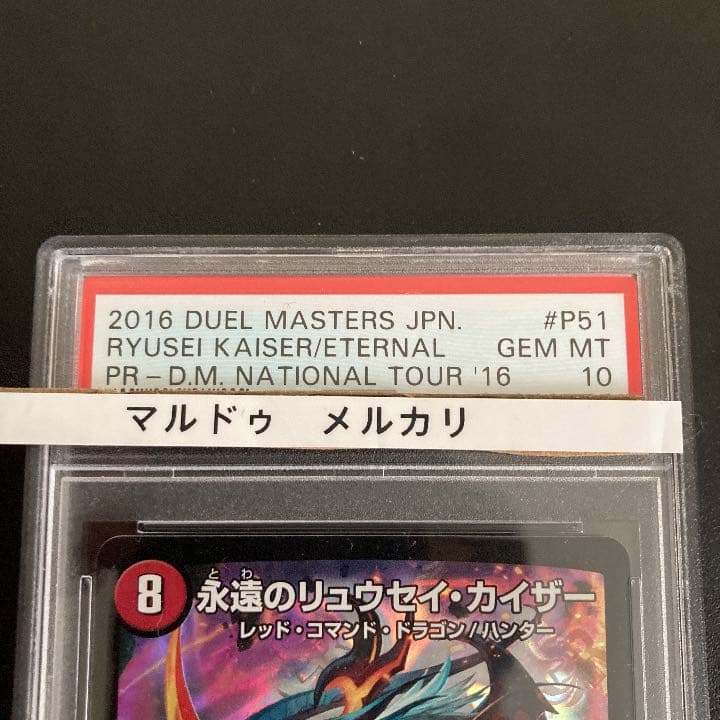 2016 DUEL MASTERS JPN. #P51
RYUSEI KAISER/ETERNAL GEM MT
PR-D.M. NATIONAL TOUR '16 10
マルドゥ メルカリ
とわ
8 永遠のリュウセイ・カイザー
レッド・コマンド・ドラゴン/ハンター